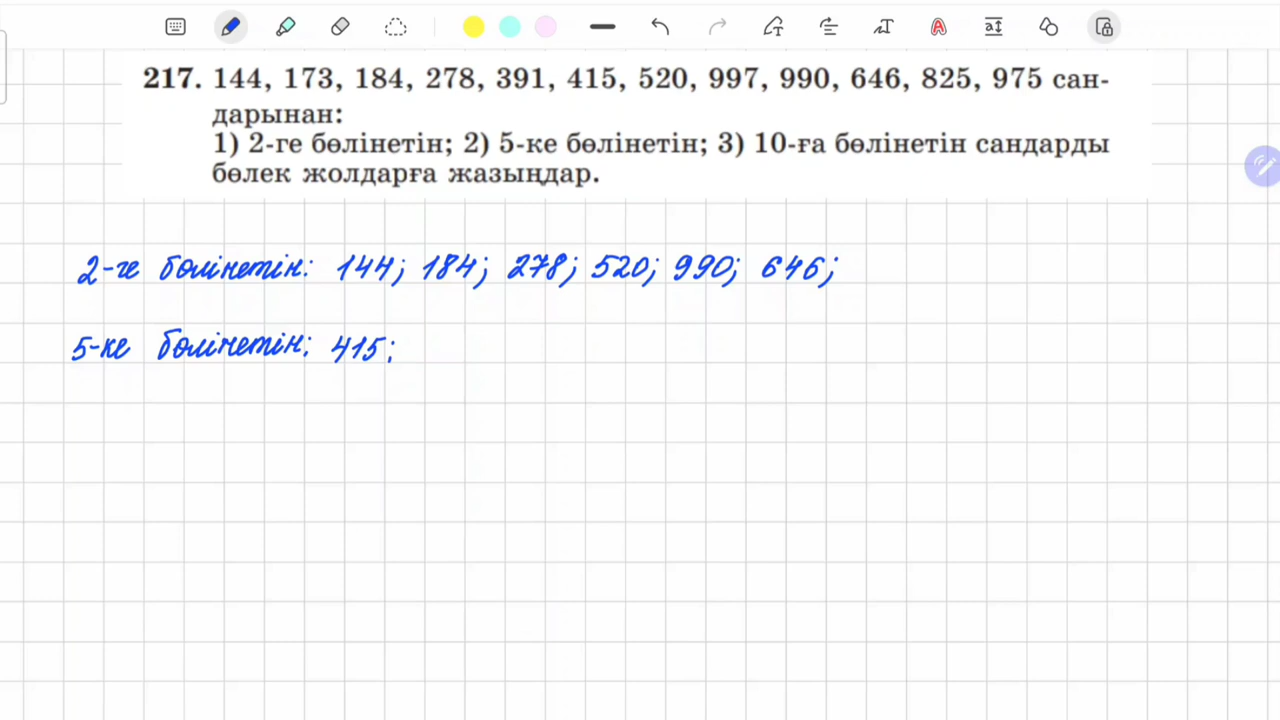 217. 144, 173, 184, 278, 391, 415, 520, 997, 990, 646, 825, 975 сан-
дарынан:
1) 2-ге бөлінетін; 2) 5-ке бөлінетін; 3) 10-ға бөлінетін сандарды
бөлек жолдарға жазыңдар.
2-ге бөлінетін: 144; 184; 278; 520; 990; 646;
5-ке бөлінетін: 415;